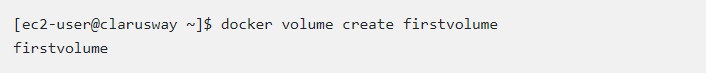 [ec2-user@clarusway ~]$ docker volume create firstvolume
firstvolume